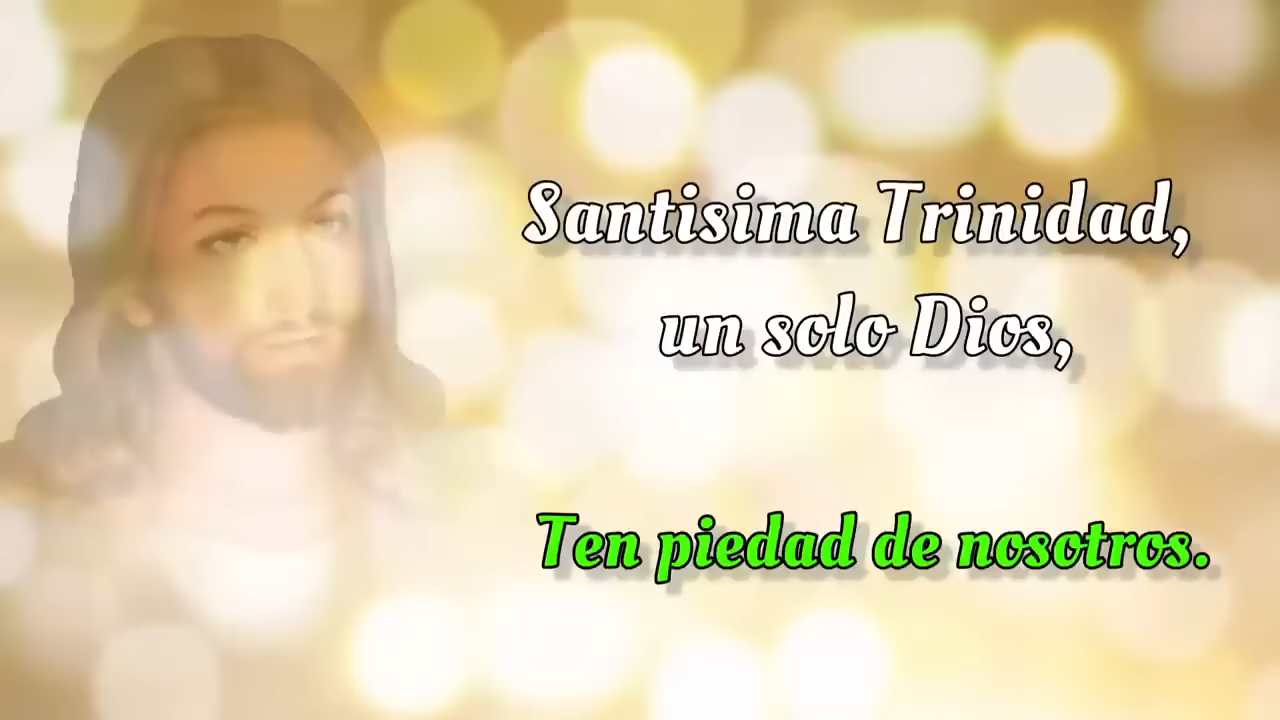 Santisima Trinidad,
un solo Dios,
Ten piedad de nosotros.